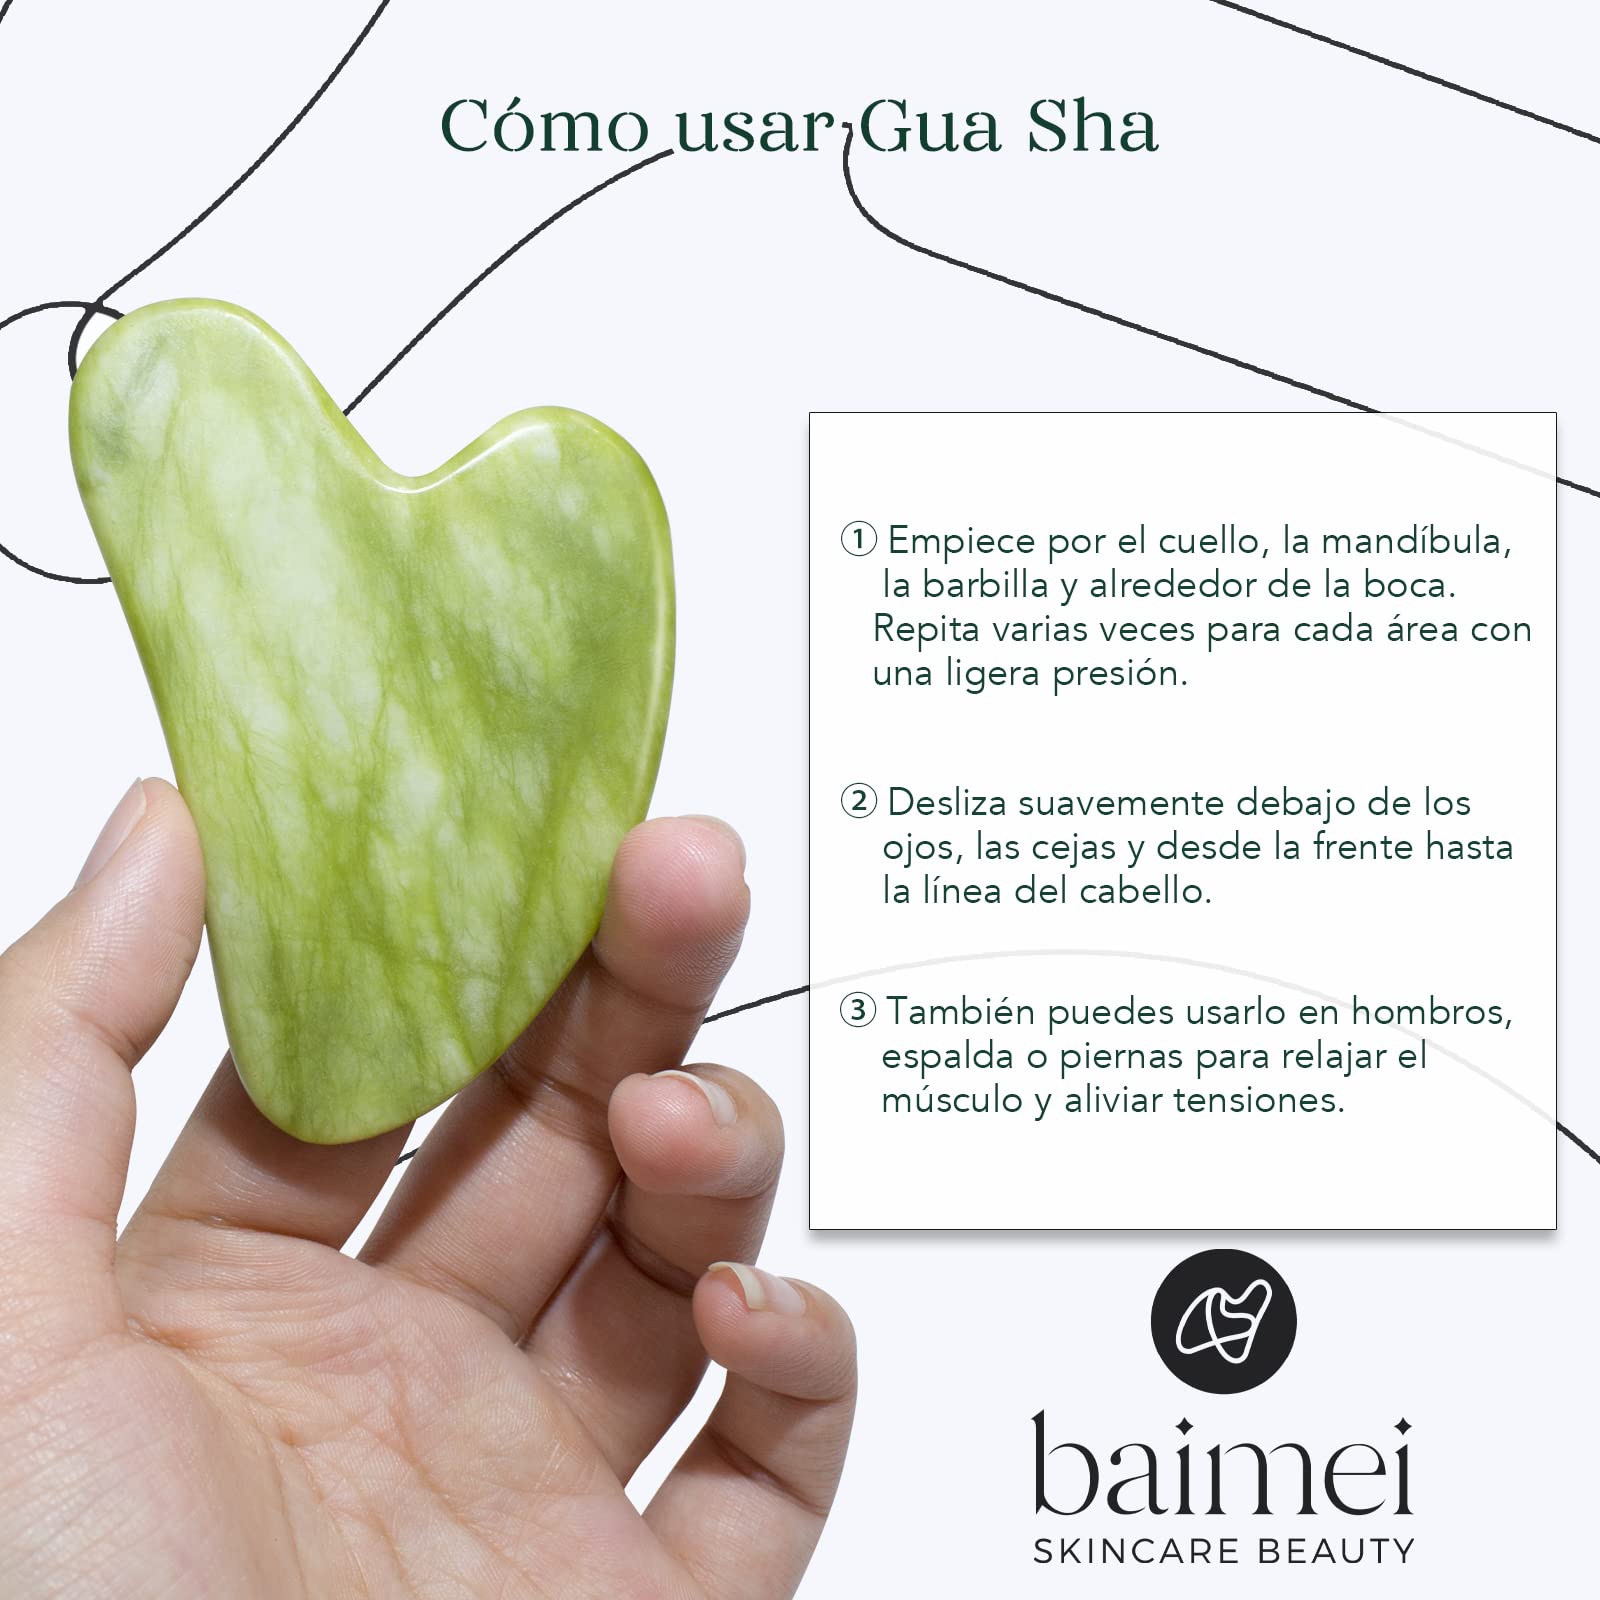 Cómo usar Gua Sha
① Empiece por el cuello, la mandíbula,
la barbilla y alrededor de la boca.
Repita varias veces para cada área con
una ligera presión.
② Desliza suavemente debajo de los
ojos, las cejas y desde la frente hasta
la línea del cabello.
③ También puedes usarlo en hombros,
espalda o piernas para relajar el
músculo y aliviar tensiones.
baimei
SKINCARE BEAUTY